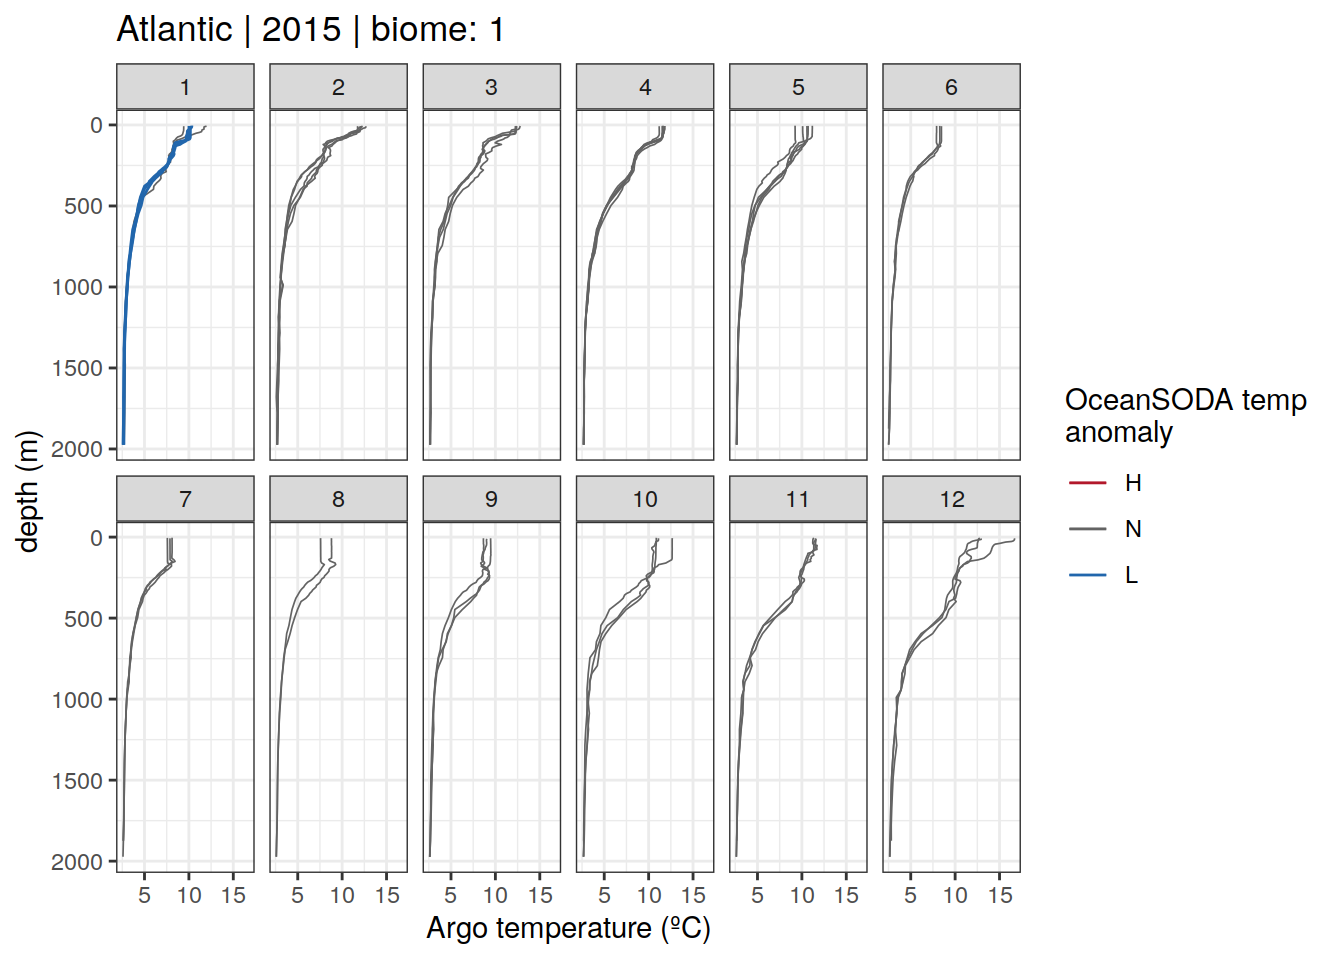 Atlantic | 2015 | biome: 1
1 2 3 4 5 6
0
500
1000
1500
2000
7 8 9 10 11 12
0
500
1000
1500
2000
5 10 15 5 10 15 5 10 15 5 10 15 5 10 15 5 10 15
Argo temperature (ºC)
depth (m)
OceanSODA temp
anomaly
H
N
L